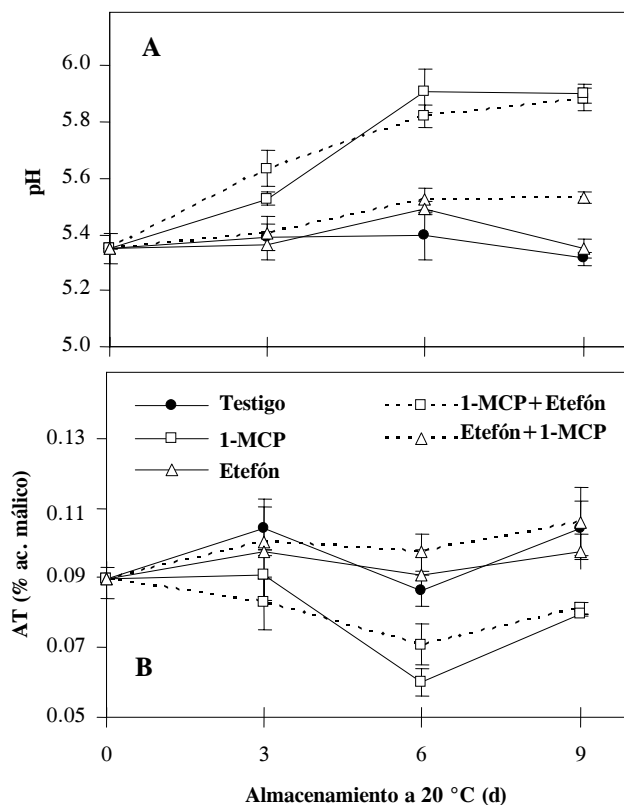 A
6.0
5.8
5.6
5.4
5.2
5.0
pH
Testigo
1-MCP
Etefón
1-MCP+Etefón
Etefón+1-MCP
0.13
0.11
0.09
0.07
0.05
AT (% ac. málico)
B
0 3 6 9
Almacenamiento a 20 °C (d)